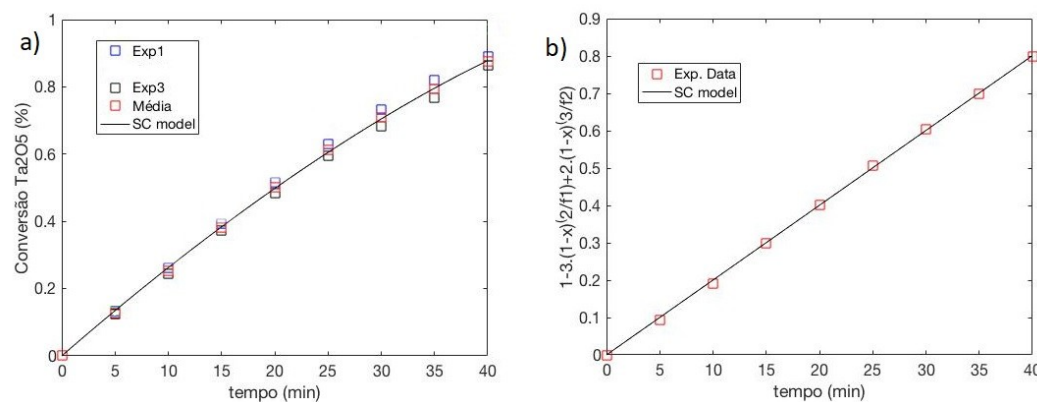 a)
Conversão Ta2O5 (%)
1
0.8
0.6
0.4
0.2
0
Exp1
Exp3
Média
SC model
0 5 10 15 20 25 30 35 40
tempo (min)
b)
1-3.(1-x)^(2/f1)+2.(1-x)^(3/f2)
0.9
0.8
0.7
0.6
0.5
0.4
0.3
0.2
0.1
0
Exp. Data
SC model
0 5 10 15 20 25 30 35 40
tempo (min)